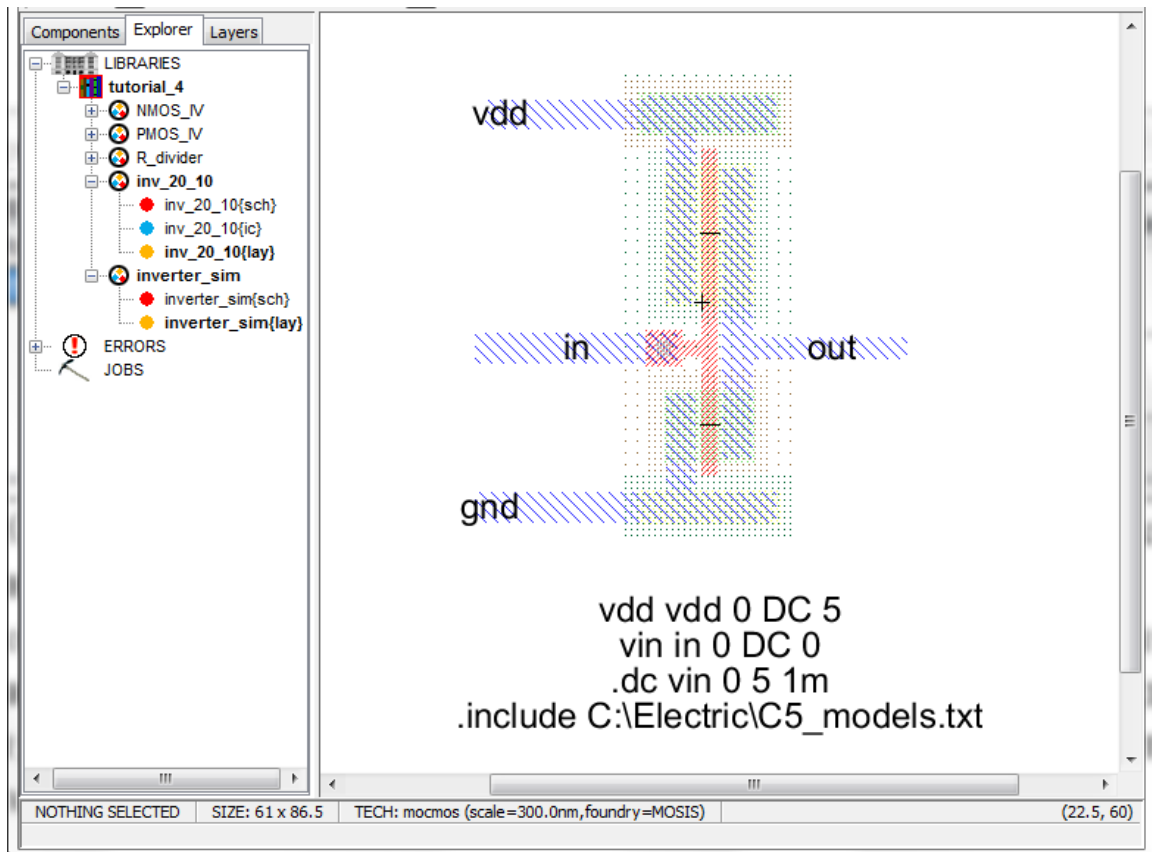 Components Explorer Layers
LIBRARIES
tutorial_4
NMOS_IV
PMOS_IV
R_divider
inv_20_10
inv_20_10{sch}
inv_20_10{ic}
inv_20_10{lay}
inverter_sim
inverter_sim{sch}
inverter_sim{lay}
ERRORS
JOBS
vdd
in
out
gnd
vdd vdd 0 DC 5
vin in 0 DC 0
.dc vin 0 5 1m
.include C:\Electric\C5_models.txt
NOTHING SELECTED SIZE: 61 x 86.5 TECH: mocmos (scale=300.0nm,foundry=MOSIS) (22.5, 60)